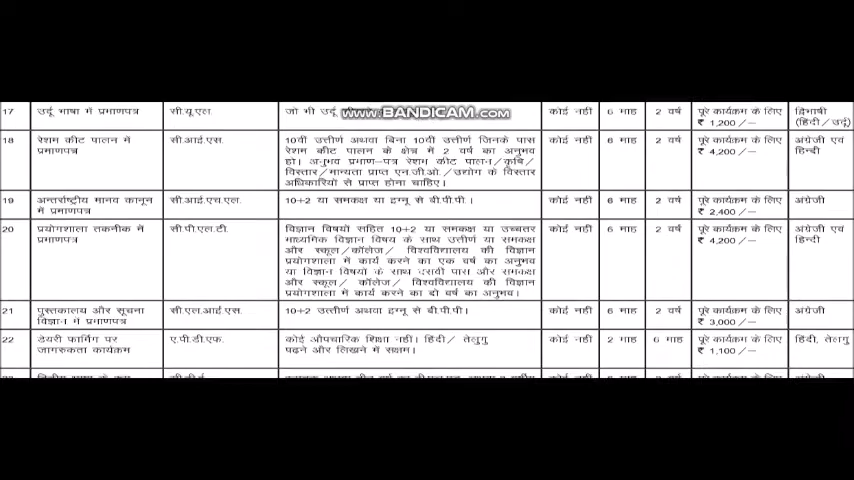 17 उर्दू भाषा में प्रमाणपत्र सी.यू.एल. जो भी उर्दू कोई नहीं 6 माह 2 वर्ष पूरे कार्यक्रम के लिए द्विभाषी
www.BANDICAM.com
₹ 1,200/– (हिंदी/उर्दू)
18 रेशम कीट पालन में सी.आई.एस. 10वीं उत्तीर्ण अथवा बिना 10वीं उत्तीर्ण जिनके पास कोई नहीं 6 माह 2 वर्ष पूरे कार्यक्रम के लिए अंग्रेजी एवं
प्रमाणपत्र रेशम कीट पालन के क्षेत्र में 2 वर्ष का अनुभव ₹ 4,200/– हिन्दी
हो। अनुभव प्रमाण–पत्र रेशम कीट पालन/कृषि/
विस्तार/मान्यता प्राप्त एन.जी.ओ./उद्योग के विस्तार
अधिकारियों से प्राप्त होना चाहिए।
19 अन्तर्राष्ट्रीय मानव कानून सी.आई.एच.एल. 10+2 या समकक्ष या इग्नू से बी.पी.पी.। कोई नहीं 6 माह 2 वर्ष पूरे कार्यक्रम के लिए अंग्रेजी
में प्रमाणपत्र ₹ 2,400/–
20 प्रयोगशाला तकनीक में सी.पी.एल.टी. विज्ञान विषयों सहित 10+2 या समकक्ष या उच्चतर कोई नहीं 6 माह 2 वर्ष पूरे कार्यक्रम के लिए अंग्रेजी एवं
प्रमाणपत्र माध्यमिक विज्ञान विषय के साथ उत्तीर्ण या समकक्ष ₹ 4,200/– हिन्दी
और स्कूल/कॉलेज/ विश्वविद्यालय की विज्ञान
प्रयोगशाला में कार्य करने का एक वर्ष का अनुभव
या विज्ञान विषयों के साथ दसवीं पास और समकक्ष
और स्कूल/ कॉलेज/ विश्वविद्यालय की विज्ञान
प्रयोगशाला में कार्य करने का दो वर्ष का अनुभव।
21 पुस्तकालय और सूचना सी.एल.आई.एस. 10+2 उत्तीर्ण अथवा इग्नू से बी.पी.पी.। कोई नहीं 6 माह 2 वर्ष पूरे कार्यक्रम के लिए अंग्रेजी
विज्ञान में प्रमाणपत्र ₹ 3,000/–
22 डेयरी फार्मिंग पर ए.पी.डी.एफ. कोई औपचारिक शिक्षा नहीं। हिंदी/ तेलुगु कोई नहीं 2 माह 6 माह पूरे कार्यक्रम के लिए हिंदी, तेलगु
जागरुकता कार्यक्रम पढ़ने और लिखने में सक्षम। ₹ 1,100/–